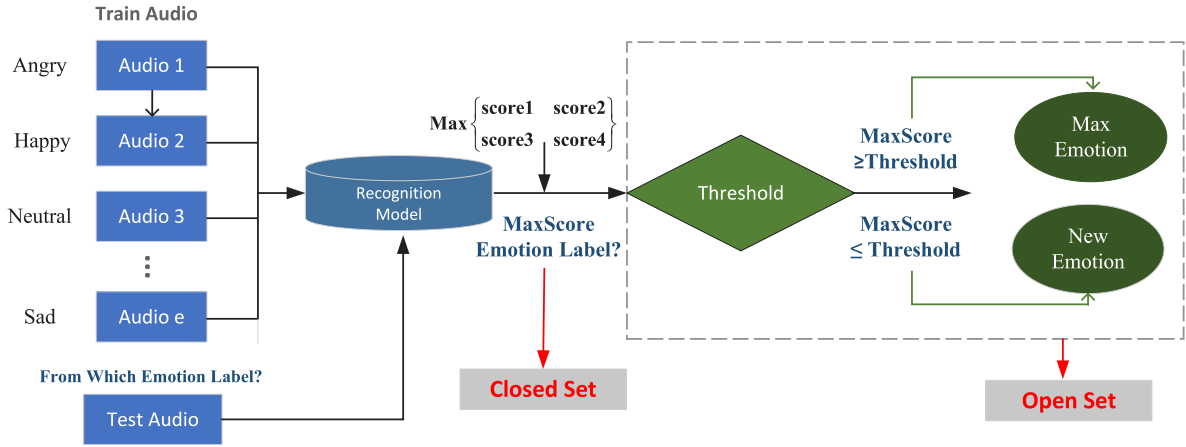 Train Audio
Angry
Audio 1
Happy
Audio 2
Neutral
Audio 3
Sad
Audio e
From Which Emotion Label?
Test Audio
Recognition
Model
Max { score1 score2
score3 score4 }
MaxScore
Emotion Label?
Closed Set
Threshold
MaxScore
≥Threshold
MaxScore
≤ Threshold
Max
Emotion
New
Emotion
Open Set